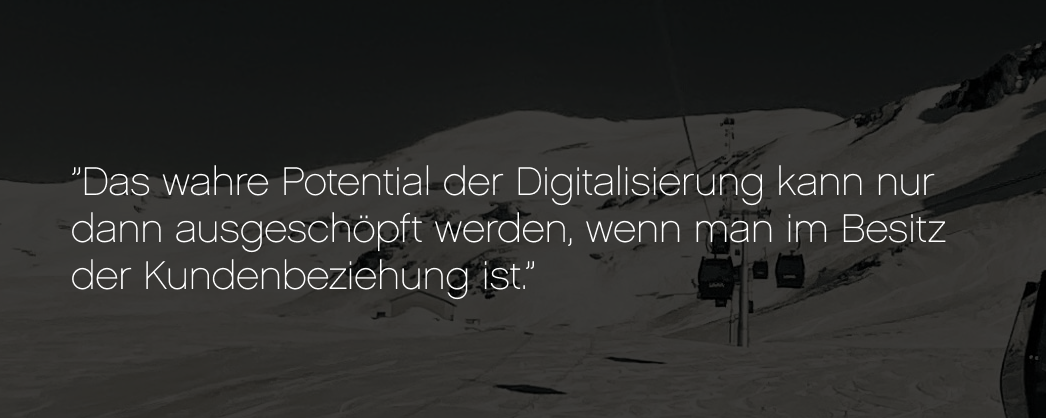 ”Das wahre Potential der Digitalisierung kann nur
dann ausgeschöpft werden, wenn man im Besitz
der Kundenbeziehung ist.”